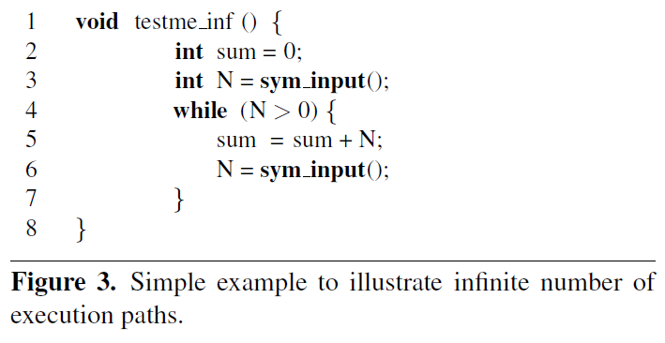 1 void testme_inf () {
2 int sum = 0;
3 int N = sym_input();
4 while (N > 0) {
5 sum = sum + N;
6 N = sym_input();
7 }
8 }
Figure 3. Simple example to illustrate infinite number of
execution paths.